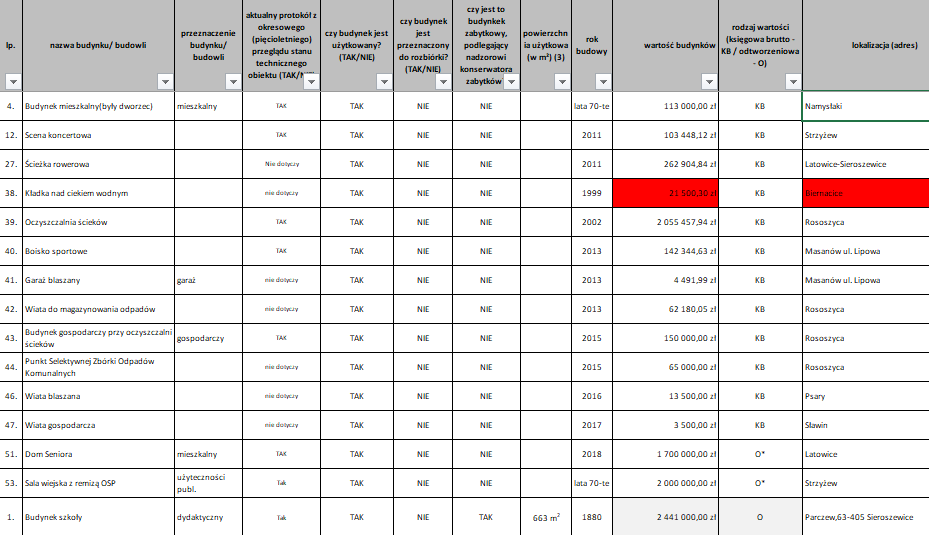 lp. nazwa budynku/ budowli przeznaczenie budynku/ budowli aktualny protokół z okresowego (pięcioletniego) przeglądu stanu technicznego obiektu czy budynek jest użytkowany? (TAK/NIE) czy budynek jest przeznaczony do rozbiórki? (TAK/NIE) czy jest to budynkek zabytkowy, podlegający nadzorowi konserwatora zabytków powierzchn ia użytkowa (w m²) (3) rok budowy wartość budynków rodzaj wartości (księgowa brutto - KB / odtworzeniowa - O) lokalizacja (adres)
4. Budynek mieszkalny(były dworzec) mieszkalny TAK TAK NIE NIE lata 70-te 113 000,00 zł KB Namysłaki
12. Scena koncertowa TAK TAK NIE NIE 2011 103 448,12 zł KB Strzyżew
27. Ścieżka rowerowa Nie dotyczy TAK NIE NIE 2011 262 904,84 zł KB Latowice-Sieroszewice
38. Kładka nad ciekiem wodnym nie dotyczy TAK NIE NIE 1999 21 500,70 zł KB Biernacice
39. Oczyszczalnia ścieków TAK TAK NIE NIE 2002 2 055 457,94 zł KB Rososzyca
40. Boisko sportowe TAK TAK NIE NIE 2013 142 344,63 zł KB Masanów ul. Lipowa
41. Garaż blaszany garaż nie dotyczy TAK NIE NIE 2013 4 491,99 zł KB Masanów ul. Lipowa
42. Wiata do magazynowania odpadów nie dotyczy TAK NIE NIE 2013 62 180,05 zł KB Rososzyca
43. Budynek gospodarczy przy oczyszczalni ścieków gospodarczy TAK TAK NIE NIE 2015 150 000,00 zł KB Rososzyca
44. Punkt Selektywnej Zbórki Odpadów Komunalnych nie dotyczy TAK NIE NIE 2015 65 000,00 zł KB Rososzyca
46. Wiata blaszana nie dotyczy TAK NIE NIE 2016 13 500,00 zł KB Psary
47. Wiata gospodarcza nie dotyczy TAK NIE NIE 2017 3 500,00 zł KB Sławin
51. Dom Seniora mieszkalny TAK TAK NIE NIE 2018 1 700 000,00 zł O* Latowice
53. Sala wiejska z remizą OSP użyteczności publ. Tak TAK NIE NIE lata 70-te 2 000 000,00 zł O* Strzyżew
1. Budynek szkoły dydaktyczny Tak TAK NIE TAK 663 m² 1880 2 441 000,00 zł O Parczew,63-405 Sieroszewice